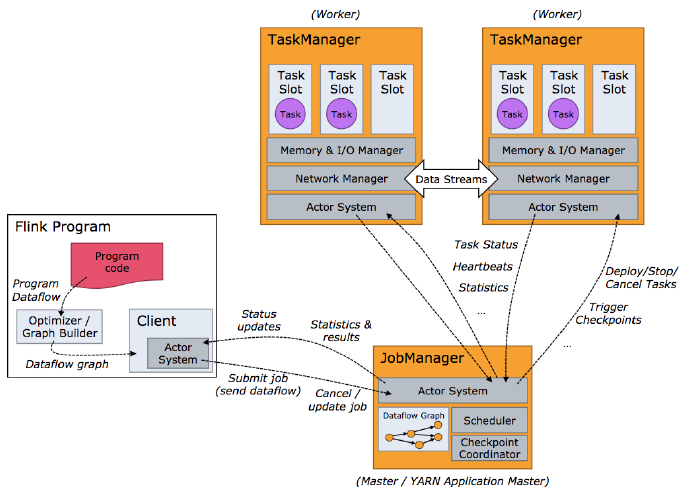 (Worker)
(Worker)
TaskManager
TaskManager
Task
Slot
Task
Task
Slot
Task
Task
Slot
Task
Slot
Task
Task
Slot
Task
Task
Slot
Memory & I/O Manager
Memory & I/O Manager
Network Manager
Data Streams
Network Manager
Actor System
Actor System
Flink Program
Program
code
Program
Dataflow
Optimizer /
Graph Builder
Dataflow graph
Client
Actor
System
Task Status
Heartbeats
Statistics
...
Deploy/Stop/
Cancel Tasks
Trigger
Checkpoints
...
Status
updates
Statistics &
results
Submit job
(send dataflow)
Cancel /
update job
JobManager
Actor System
Dataflow Graph
Scheduler
Checkpoint
Coordinator
(Master / YARN Application Master)